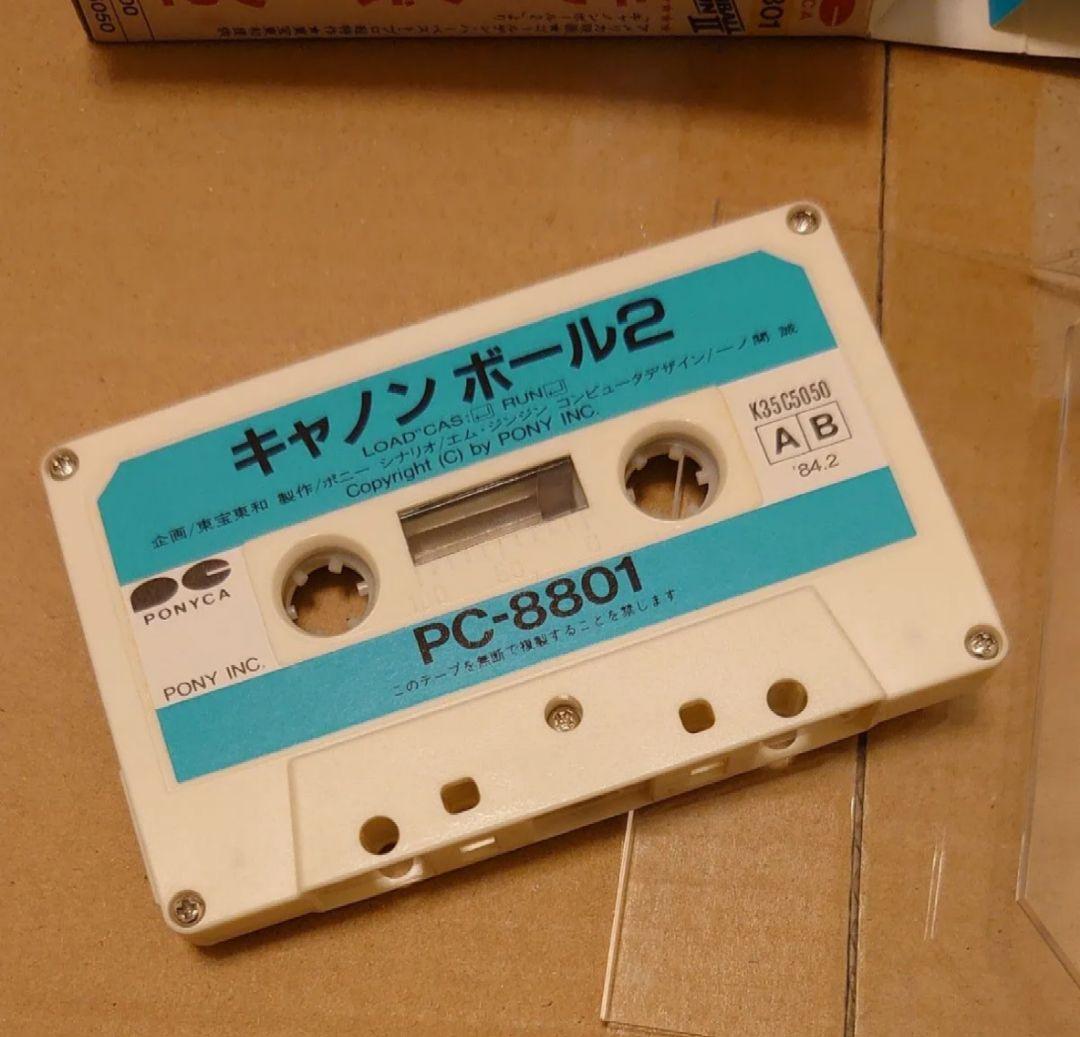 キャノン ボール2
LOAD"CAS:⏎ RUN⏎
企画/東宝東和 製作/ポニー シナリオ/エム・ジンジン コンピュータデザイン/一ノ関 誠
Copyright (C) by PONY INC.
K35C5050
A B
'84.2
PC
PONYCA
PONY INC.
PC-8801
このテープを無断で複製することを禁じます